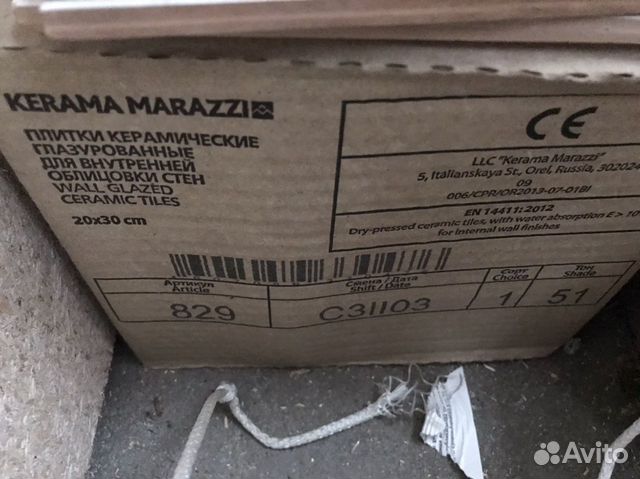 KERAMA MARAZZI
ПЛИТКИ КЕРАМИЧЕСКИЕ
ГЛАЗУРОВАННЫЕ
ДЛЯ ВНУТРЕННЕЙ
ОБЛИЦОВКИ СТЕН
WALL GLAZED
CERAMIC TILES
20x30 cm
CE
LLC "Kerama Marazzi"
5, Italianskaya St., Orel, Russia, 302024
09
006/CPR/OR2013-07-01BI
EN 14411:2012
Dry-pressed ceramic tiles, with water absorption E > 10
for internal wall finishes
Артикул Смена / Дата Сорт Тон
Article Shift / Date Choice Shade
829 C31103 1 51
Avito